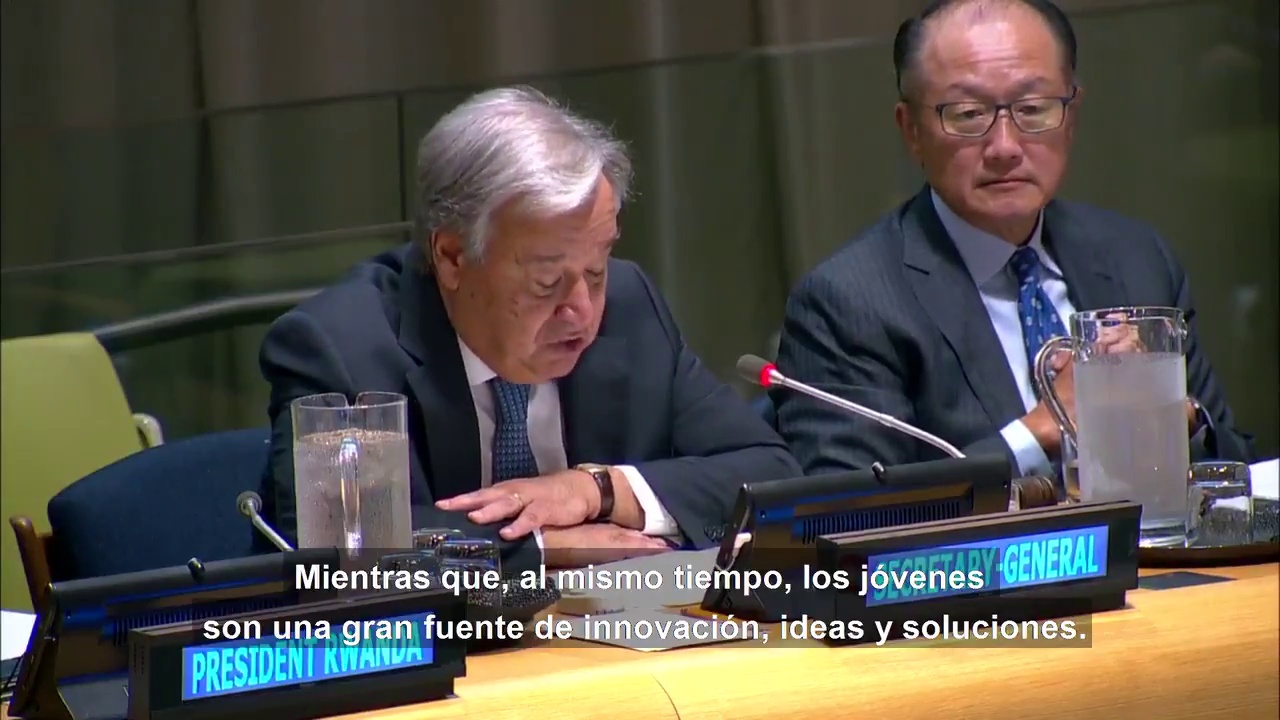 SECRETARY-GENERAL
Mientras que, al mismo tiempo, los jóvenes
son una gran fuente de innovación, ideas y soluciones.
PRESIDENT RWANDA